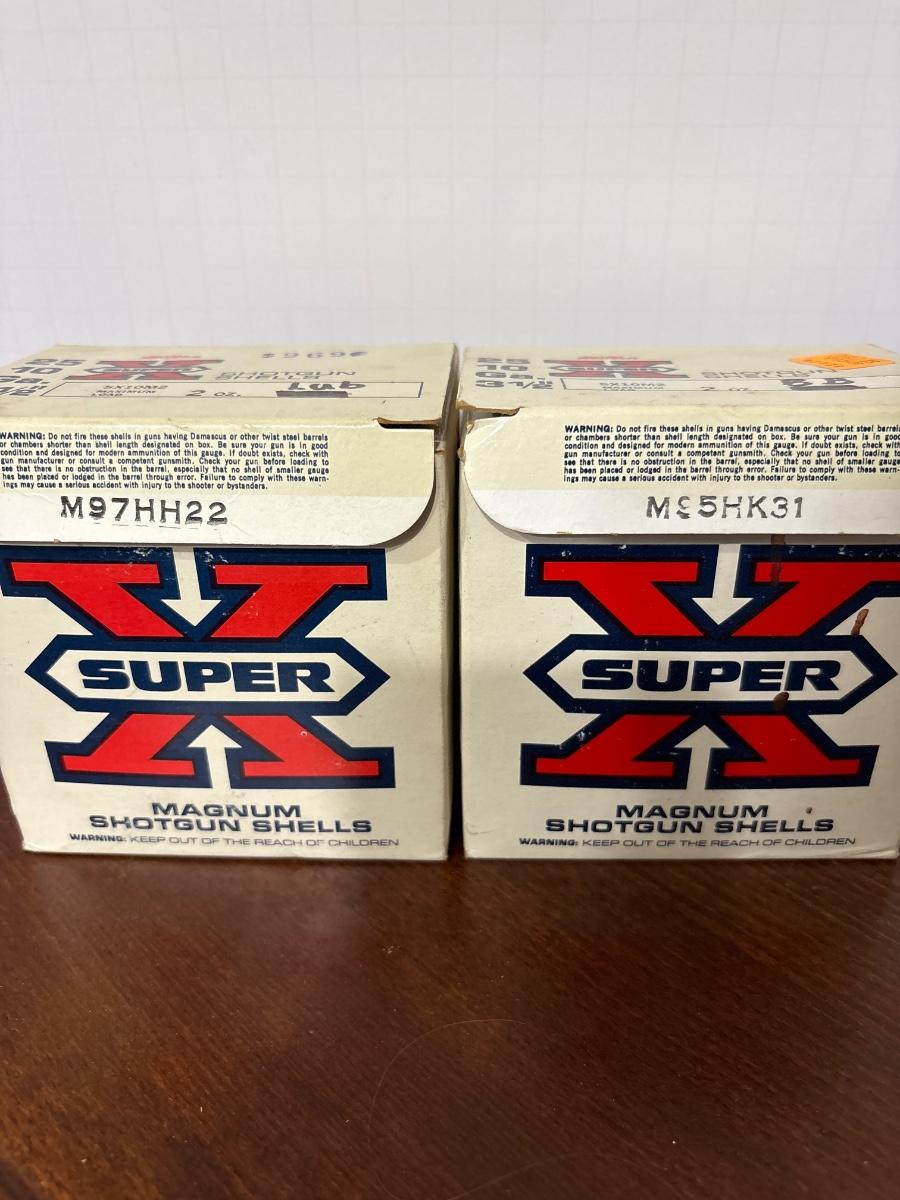 25
10
$9.69
SHOTGUN
SHELLS
5X10M2
MAXIMUM
LOAD
2 OZ.
WARNING: Do not fire these shells in guns having Damascus or other twist steel barrels
or chambers shorter than shell length designated on box. Be sure your gun is in good
condition and designed for modern ammunition of this gauge. If doubt exists, check with
gun manufacturer or consult a competent gunsmith. Check your gun before loading to
see that there is no obstruction in the barrel, especially that no shell of smaller gauge
has been placed or lodged in the barrel through error. Failure to comply with these warn-
ings may cause a serious accident with injury to the shooter or bystanders.
M97HH22
X
SUPER
MAGNUM
SHOTGUN SHELLS
WARNING: KEEP OUT OF THE REACH OF CHILDREN
25
10
GA.
3 1/2
SHOTGUN
5X10M2
MAXIMUM
2 OZ.
WARNING: Do not fire these shells in guns having Damascus or other twist steel barrels
or chambers shorter than shell length designated on box. Be sure your gun is in good
condition and designed for modern ammunition of this gauge. If doubt exists, check with
gun manufacturer or consult a competent gunsmith. Check your gun before loading to
see that there is no obstruction in the barrel, especially that no shell of smaller gauge
has been placed or lodged in the barrel through error. Failure to comply with these warn-
ings may cause a serious accident with injury to the shooter or bystanders.
M95HK31
X
SUPER
MAGNUM
SHOTGUN SHELLS
WARNING: KEEP OUT OF THE REACH OF CHILDREN